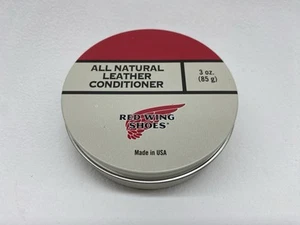 ALL NATURAL
LEATHER
CONDITIONER
3 oz.
(85 g)
RED WING
SHOES®
Made in USA